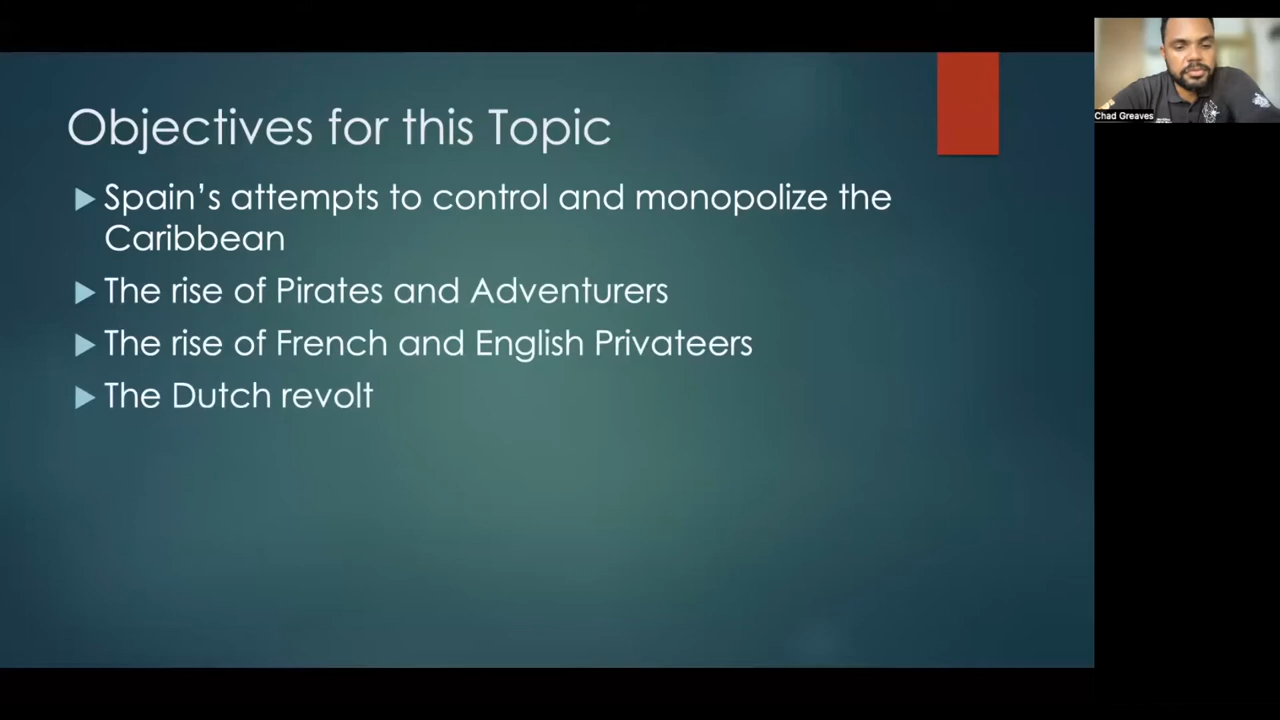 Objectives for this Topic
Spain’s attempts to control and monopolize the
Caribbean
The rise of Pirates and Adventurers
The rise of French and English Privateers
The Dutch revolt
Chad Greaves